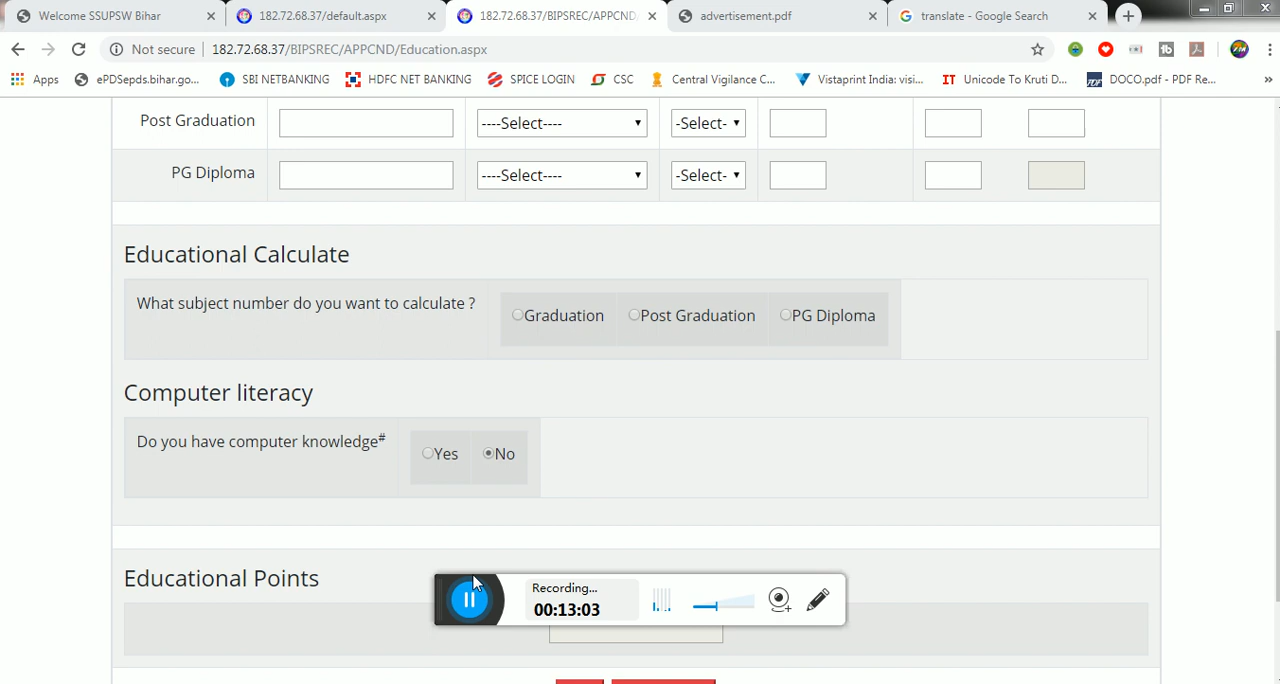 Welcome SSUPSW Bihar
182.72.68.37/default.aspx
182.72.68.37/BIPSREC/APPCND
advertisement.pdf
translate - Google Search
Not secure
182.72.68.37/BIPSREC/APPCND/Education.aspx
Apps
ePDSepds.bihar.go...
SBI NETBANKING
HDFC NET BANKING
SPICE LOGIN
CSC
Central Vigilance C...
Vistaprint India: visi...
IT Unicode To Kruti D...
DOCO.pdf - PDF Re...
»
Post Graduation
----Select----
-Select-
PG Diploma
----Select----
-Select-
Educational Calculate
What subject number do you want to calculate ?
Graduation
Post Graduation
PG Diploma
Computer literacy
Do you have computer knowledge#
Yes
No
Educational Points
Recording...
00:13:03